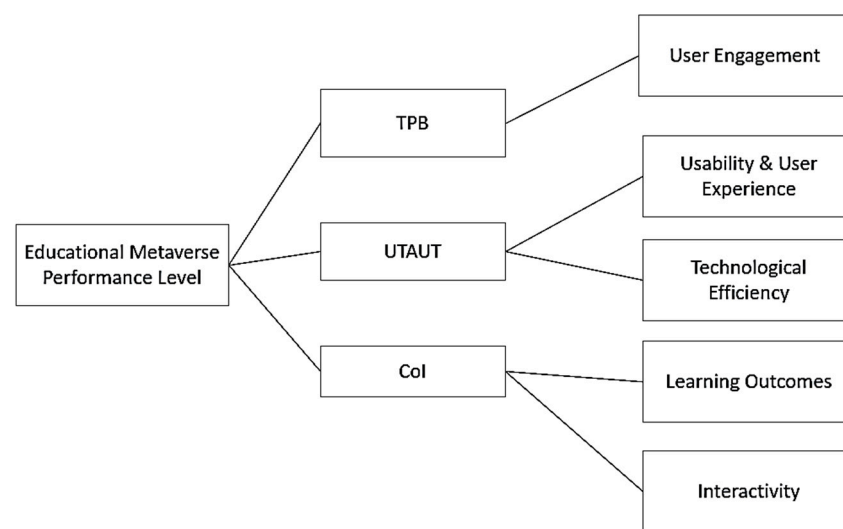 User Engagement
TPB
Usability & User
Experience
Educational Metaverse
Performance Level
UTAUT
Technological
Efficiency
CoI
Learning Outcomes
Interactivity